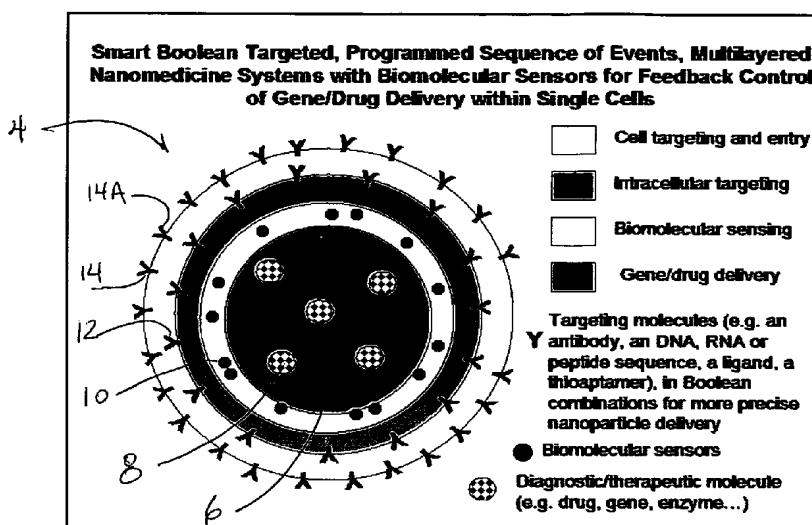 Smart Boolean Targeted, Programmed Sequence of Events, Multilayered
Nanomedicine Systems with Biomolecular Sensors for Feedback Control
of Gene/Drug Delivery within Single Cells
4
14A
14
12
10
8
6
Cell targeting and entry
Intracellular targeting
Biomolecular sensing
Gene/drug delivery
Targeting molecules (e.g. an
antibody, an DNA, RNA or
peptide sequence, a ligand, a
thioaptamer), in Boolean
combinations for more precise
nanoparticle delivery
Biomolecular sensors
Diagnostic/therapeutic molecule
(e.g. drug, gene, enzyme...)